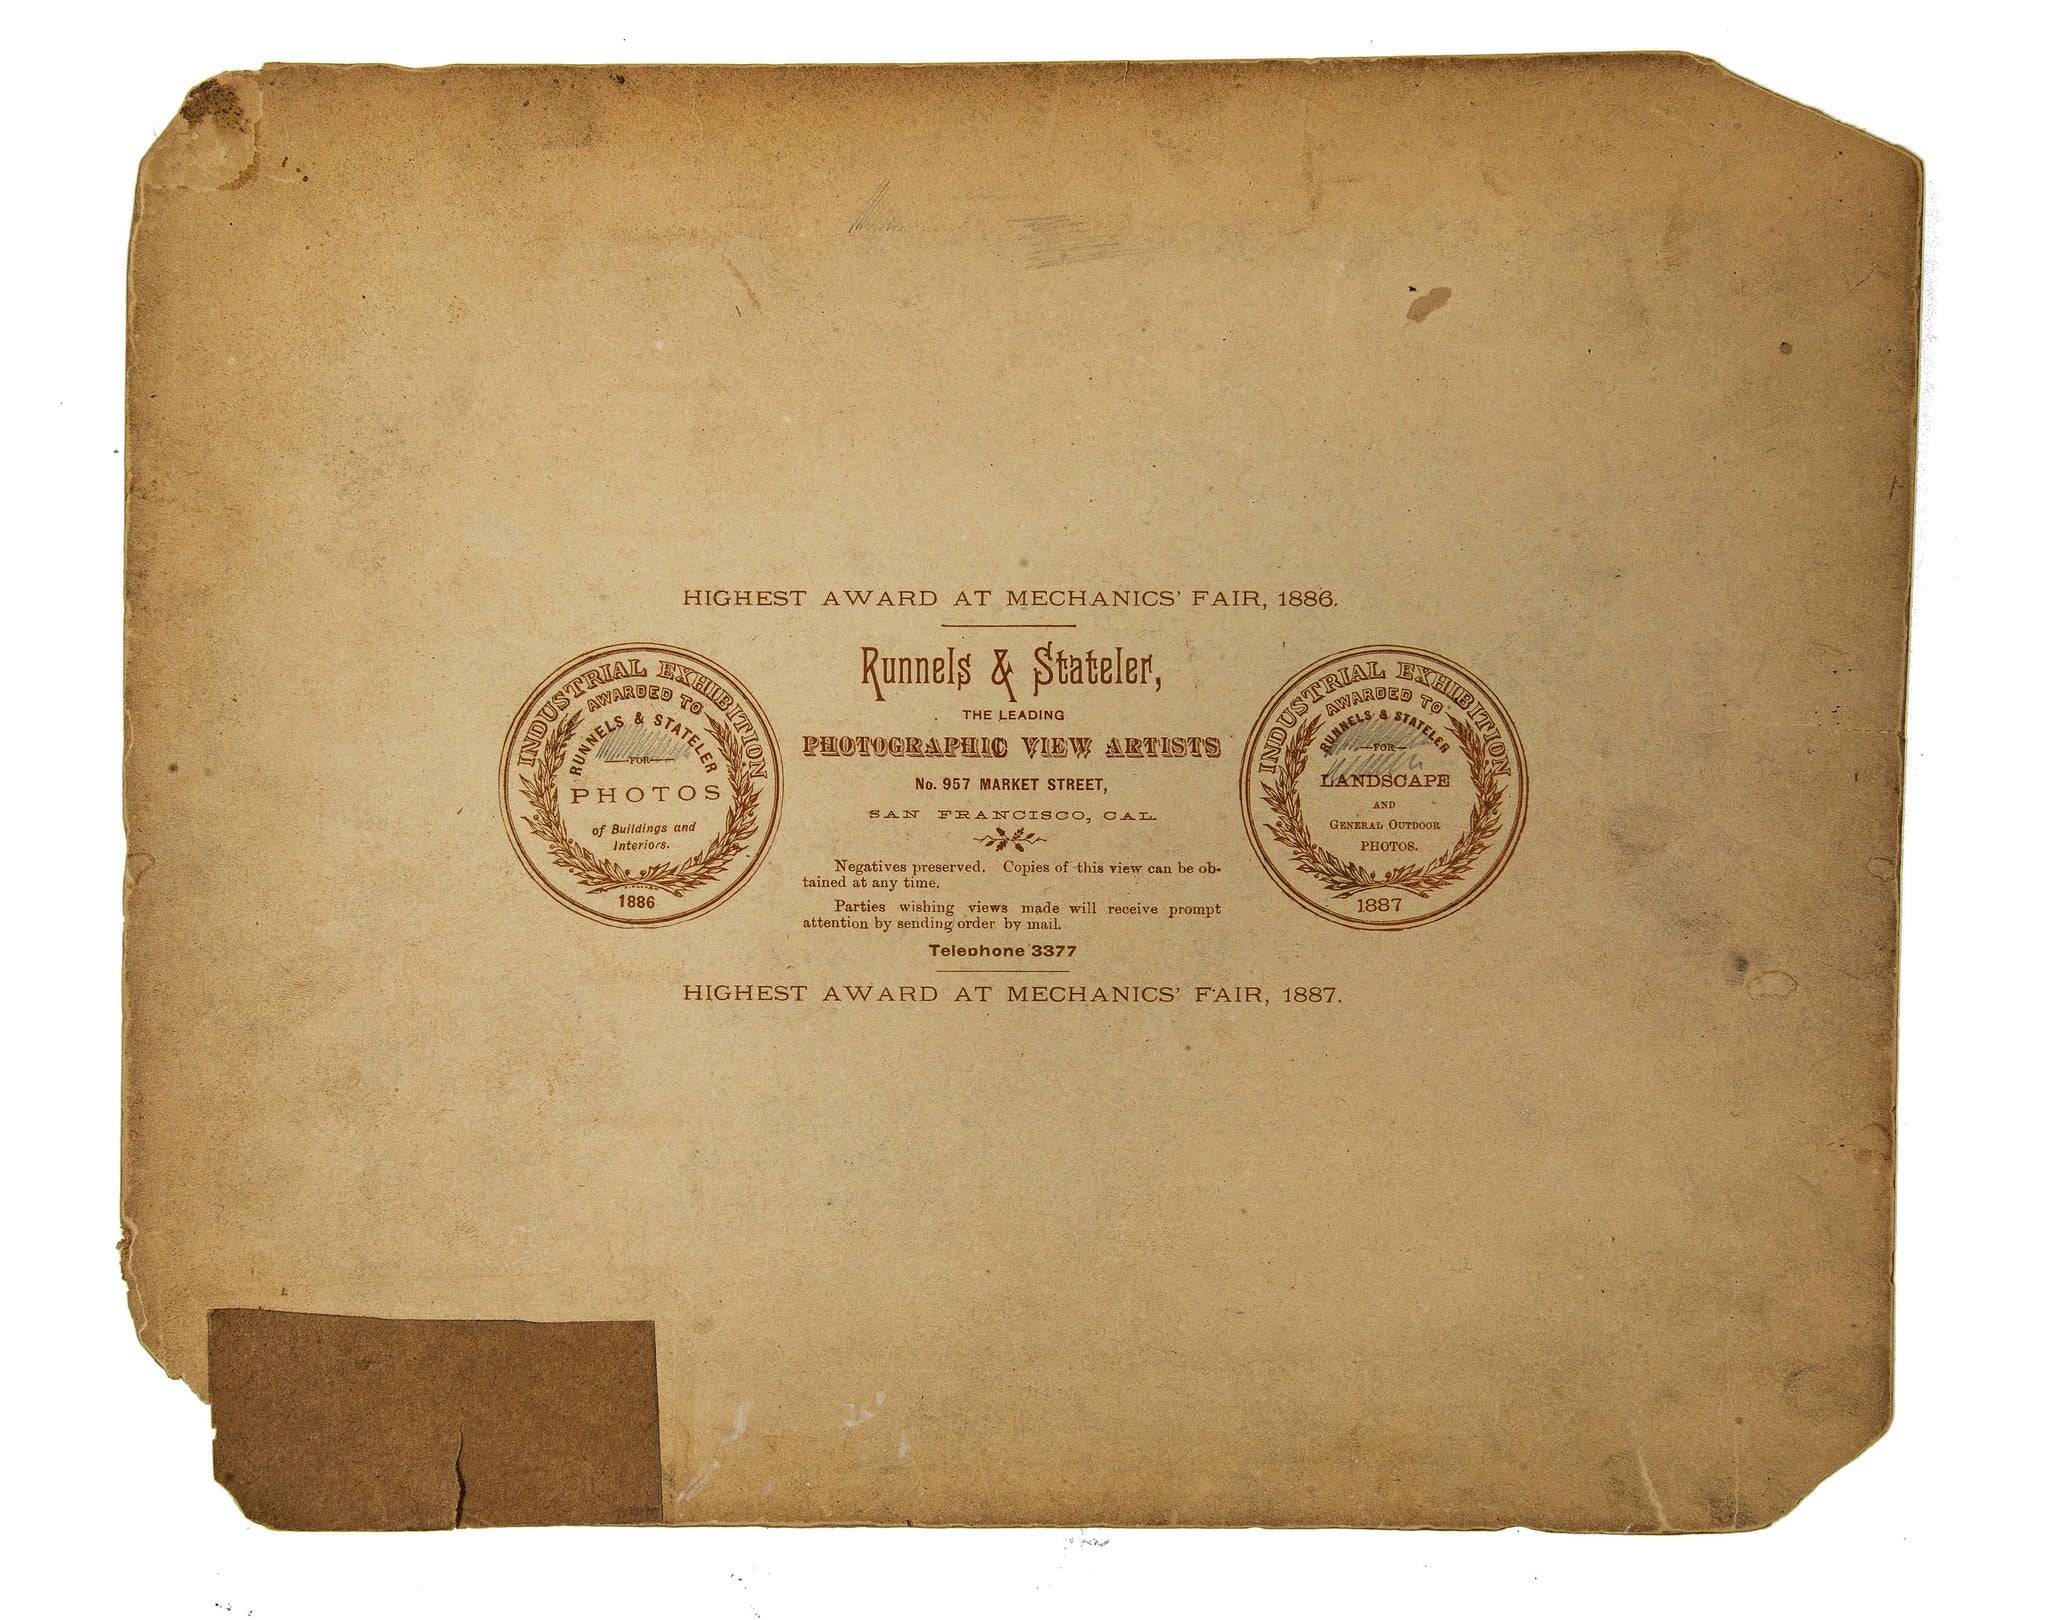 HIGHEST AWARD AT MECHANICS' FAIR, 1886.
INDUSTRIAL EXHIBITION
AWARDED TO
RUNNELS & STATELER
FOR
PHOTOS
of Buildings and
Interiors.
1886
Runnels & Stateler,
THE LEADING
PHOTOGRAPHIC VIEW ARTISTS
No. 957 MARKET STREET,
SAN FRANCISCO, CAL.
Negatives preserved. Copies of this view can be ob-
tained at any time.
Parties wishing views made will receive prompt
attention by sending order by mail.
Telephone 3377
INDUSTRIAL EXHIBITION
AWARDED TO
RUNNELS & STATELER
FOR
LANDSCAPE
AND
GENERAL OUTDOOR
PHOTOS.
1887
HIGHEST AWARD AT MECHANICS' FAIR, 1887.